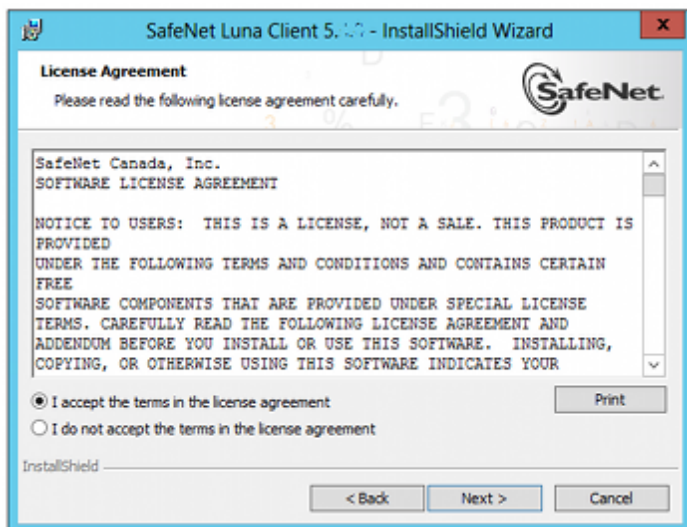 SafeNet Luna Client 5. - InstallShield Wizard
x
License Agreement
Please read the following license agreement carefully.
SafeNet.
SafeNet Canada, Inc.
SOFTWARE LICENSE AGREEMENT
NOTICE TO USERS:  THIS IS A LICENSE, NOT A SALE. THIS PRODUCT IS
PROVIDED
UNDER THE FOLLOWING TERMS AND CONDITIONS AND CONTAINS CERTAIN
FREE
SOFTWARE COMPONENTS THAT ARE PROVIDED UNDER SPECIAL LICENSE
TERMS. CAREFULLY READ THE FOLLOWING LICENSE AGREEMENT AND
ADDENDUM BEFORE YOU INSTALL OR USE THIS SOFTWARE.  INSTALLING,
COPYING, OR OTHERWISE USING THIS SOFTWARE INDICATES YOUR
I accept the terms in the license agreement
Print
I do not accept the terms in the license agreement
InstallShield
< Back
Next >
Cancel